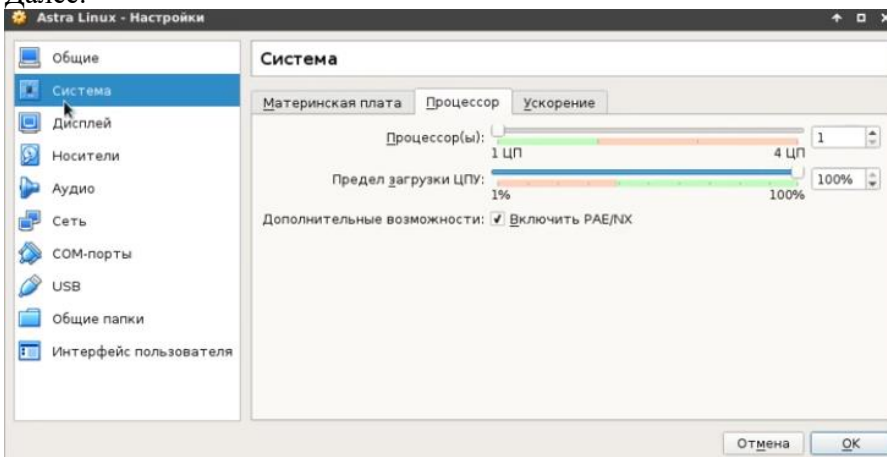 Далее.
Astra Linux - Настройки
Общие
Система
Дисплей
Носители
Аудио
Сеть
COM-порты
USB
Общие папки
Интерфейс пользователя
Система
Материнская плата Процессор Ускорение
Процессор(ы): 1
1 ЦП 4 ЦП
Предел загрузки ЦПУ: 100%
1% 100%
Дополнительные возможности: Включить PAE/NX
Отмена OK